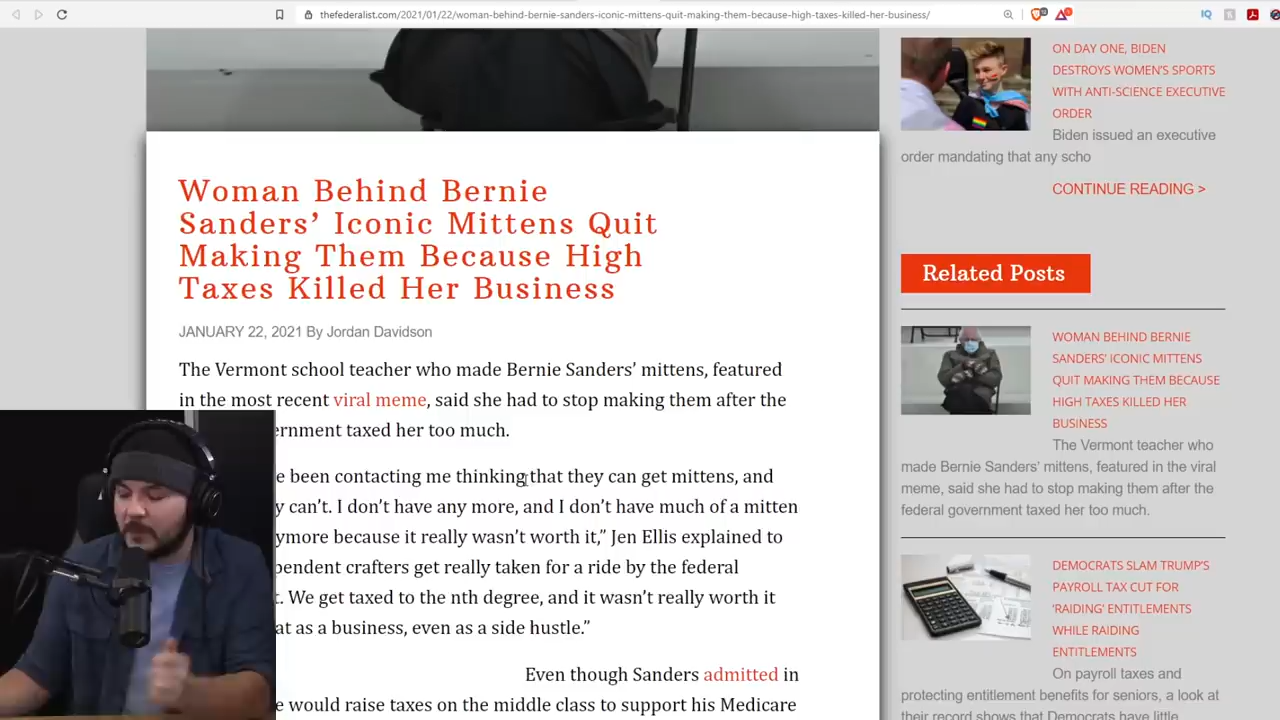 thefederalist.com/2021/01/22/woman-behind-bernie-sanders-iconic-mittens-quit-making-them-because-high-taxes-killed-her-business/
IQ
Woman Behind Bernie
Sanders’ Iconic Mittens Quit
Making Them Because High
Taxes Killed Her Business
JANUARY 22, 2021 By Jordan Davidson
The Vermont school teacher who made Bernie Sanders’ mittens, featured
in the most recent viral meme, said she had to stop making them after the
ernment taxed her too much.
e been contacting me thinking that they can get mittens, and
y can’t. I don’t have any more, and I don’t have much of a mitten
ymore because it really wasn’t worth it,” Jen Ellis explained to
pendent crafters get really taken for a ride by the federal
t. We get taxed to the nth degree, and it wasn’t really worth it
at as a business, even as a side hustle.”
Even though Sanders admitted in
e would raise taxes on the middle class to support his Medicare
ON DAY ONE, BIDEN
DESTROYS WOMEN’S SPORTS
WITH ANTI-SCIENCE EXECUTIVE
ORDER
Biden issued an executive
order mandating that any scho
CONTINUE READING >
Related Posts
WOMAN BEHIND BERNIE
SANDERS’ ICONIC MITTENS
QUIT MAKING THEM BECAUSE
HIGH TAXES KILLED HER
BUSINESS
The Vermont teacher who
made Bernie Sanders’ mittens, featured in the viral
meme, said she had to stop making them after the
federal government taxed her too much.
DEMOCRATS SLAM TRUMP’S
PAYROLL TAX CUT FOR
‘RAIDING’ ENTITLEMENTS
WHILE RAIDING
ENTITLEMENTS
On payroll taxes and
protecting entitlement benefits for seniors, a look at
their record shows that Democrats have little